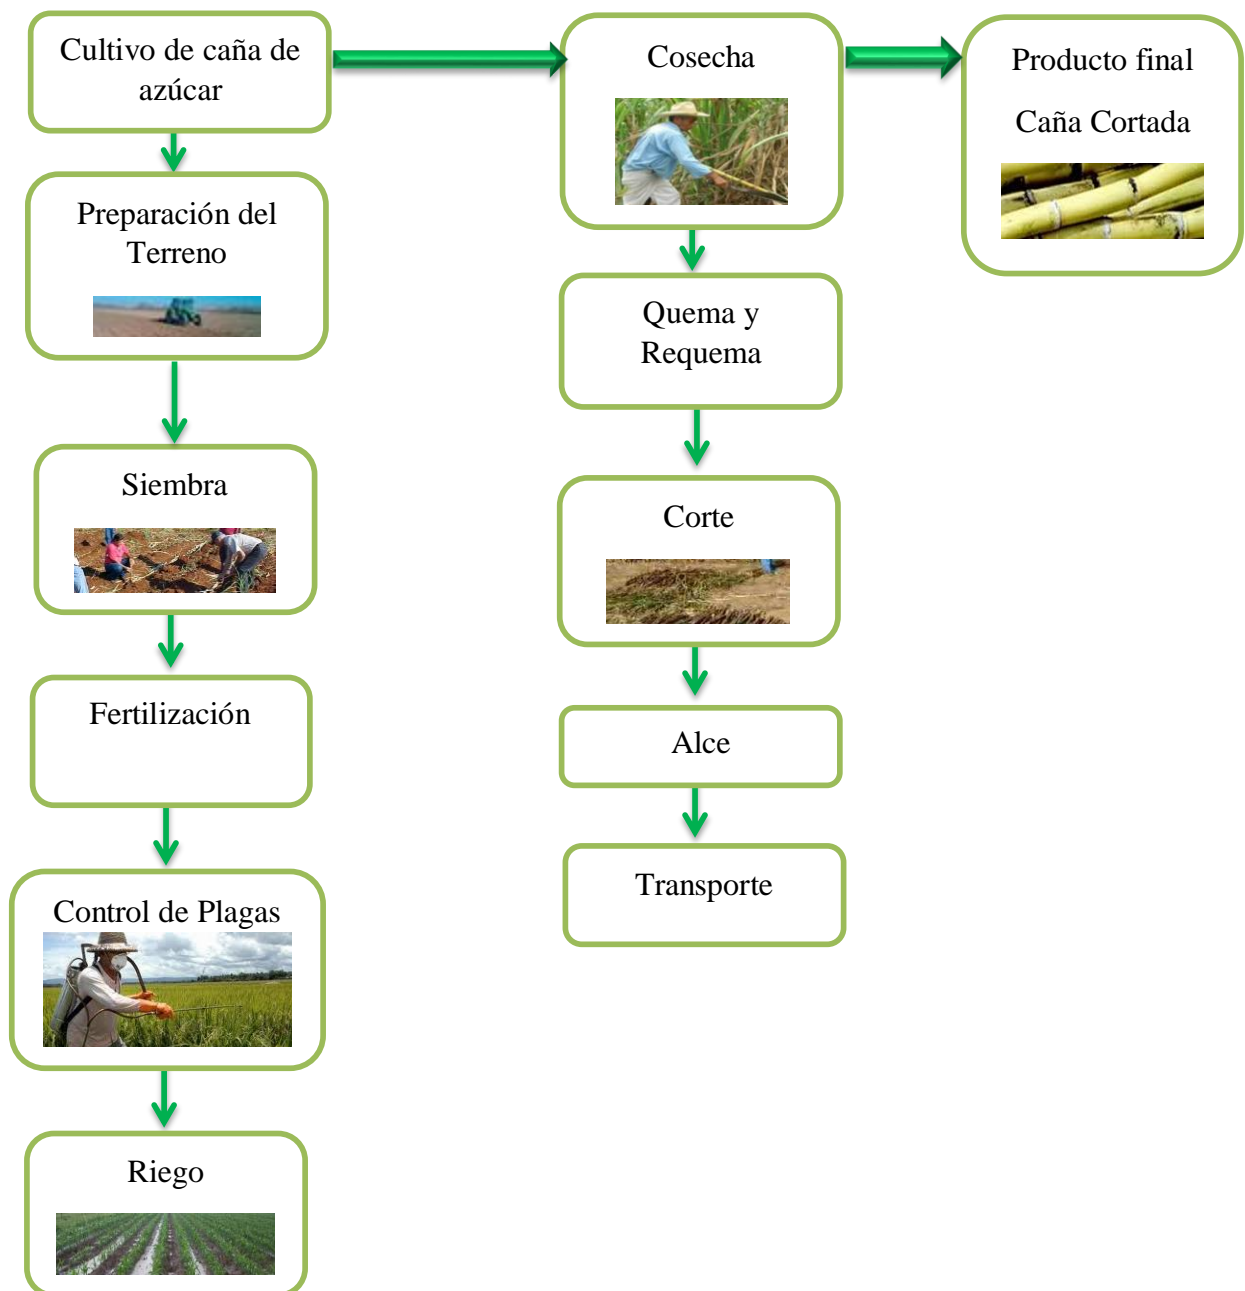 Cultivo de caña de
azúcar
Preparación del
Terreno
Siembra
Fertilización
Control de Plagas
Riego
Cosecha
Quema y
Requema
Corte
Alce
Transporte
Producto final
Caña Cortada